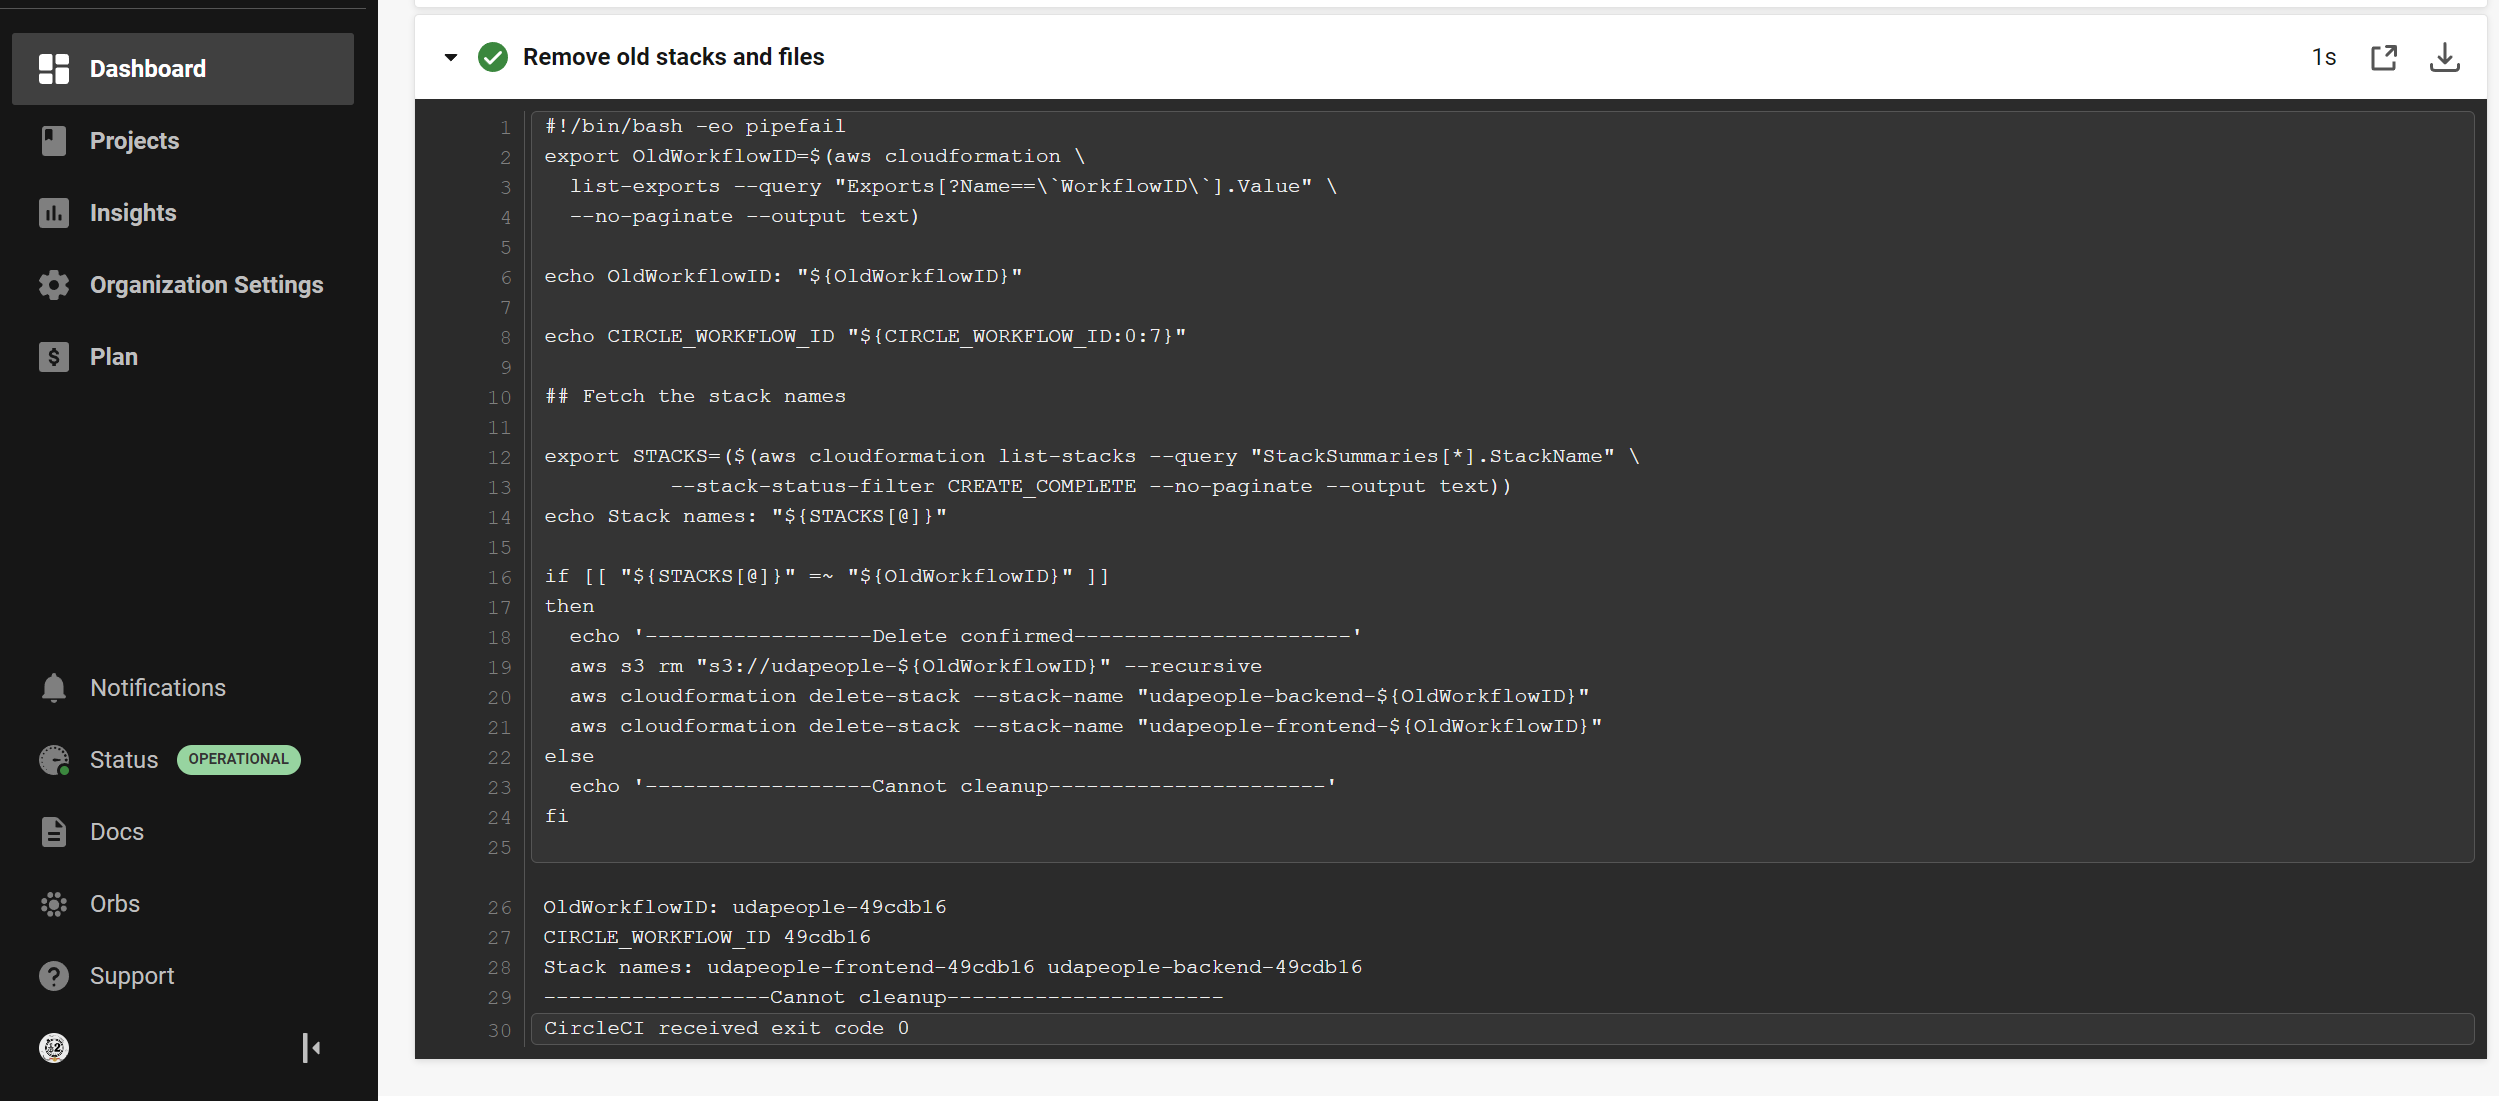 Dashboard
Projects
Insights
Organization Settings
Plan
Notifications
Status OPERATIONAL
Docs
Orbs
Support
Remove old stacks and files 1s
1 #!/bin/bash -eo pipefail
2 export OldWorkflowID=$(aws cloudformation \
3   list-exports --query "Exports[?Name==\`WorkflowID\`].Value" \
4   --no-paginate --output text)
5
6 echo OldWorkflowID: "${OldWorkflowID}"
7
8 echo CIRCLE_WORKFLOW_ID "${CIRCLE_WORKFLOW_ID:0:7}"
9
10 ## Fetch the stack names
11
12 export STACKS=($(aws cloudformation list-stacks --query "StackSummaries[*].StackName" \
13           --stack-status-filter CREATE_COMPLETE --no-paginate --output text))
14 echo Stack names: "${STACKS[@]}"
15
16 if [[ "${STACKS[@]}" =~ "${OldWorkflowID}" ]]
17 then
18   echo '------------------Delete confirmed----------------------'
19   aws s3 rm "s3://udapeople-${OldWorkflowID}" --recursive
20   aws cloudformation delete-stack --stack-name "udapeople-backend-${OldWorkflowID}"
21   aws cloudformation delete-stack --stack-name "udapeople-frontend-${OldWorkflowID}"
22 else
23   echo '------------------Cannot cleanup----------------------'
24 fi
25
26 OldWorkflowID: udapeople-49cdb16
27 CIRCLE_WORKFLOW_ID 49cdb16
28 Stack names: udapeople-frontend-49cdb16 udapeople-backend-49cdb16
29 ------------------Cannot cleanup----------------------
30 CircleCI received exit code 0